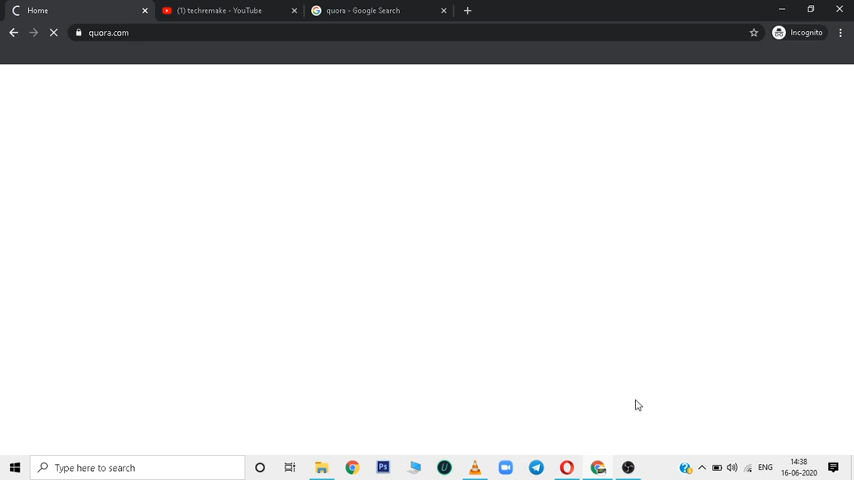 Home
(1) techremake - YouTube
quora - Google Search
quora.com
Incognito
Type here to search
Ps
ENG
14:38
16-06-2020